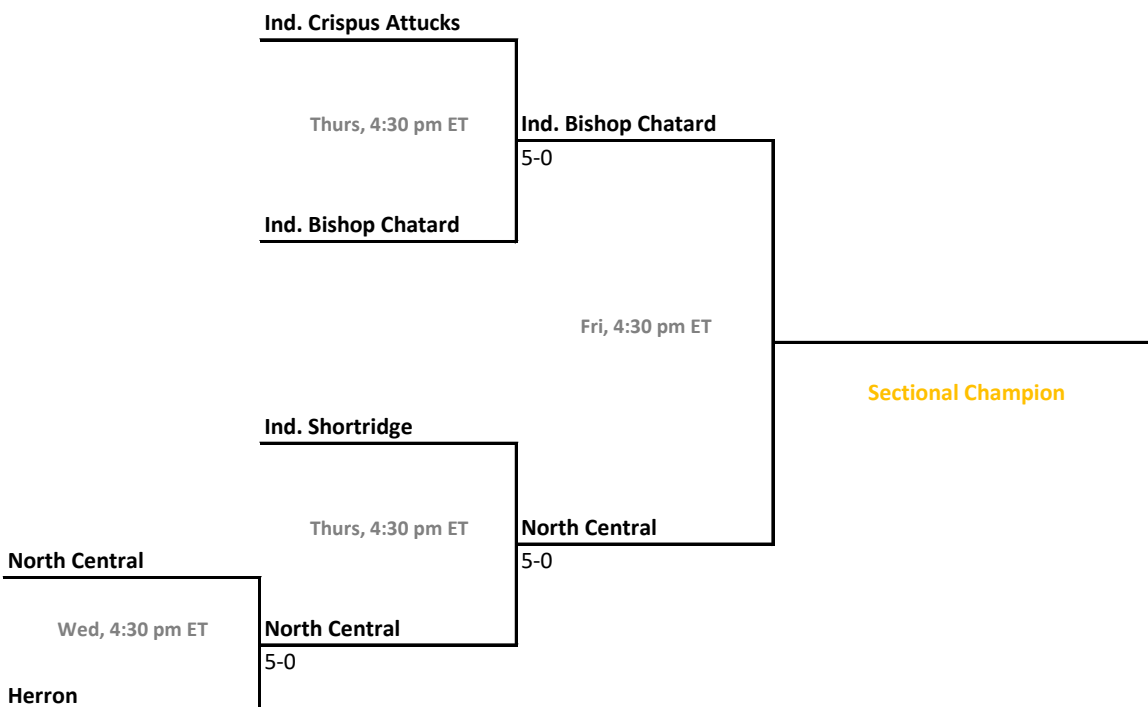 Ind. Crispus Attucks
Thurs, 4:30 pm ET
Ind. Bishop Chatard
5-0
Ind. Bishop Chatard
Fri, 4:30 pm ET
Sectional Champion
Ind. Shortridge
Thurs, 4:30 pm ET
North Central
5-0
North Central
Wed, 4:30 pm ET
North Central
5-0
Herron